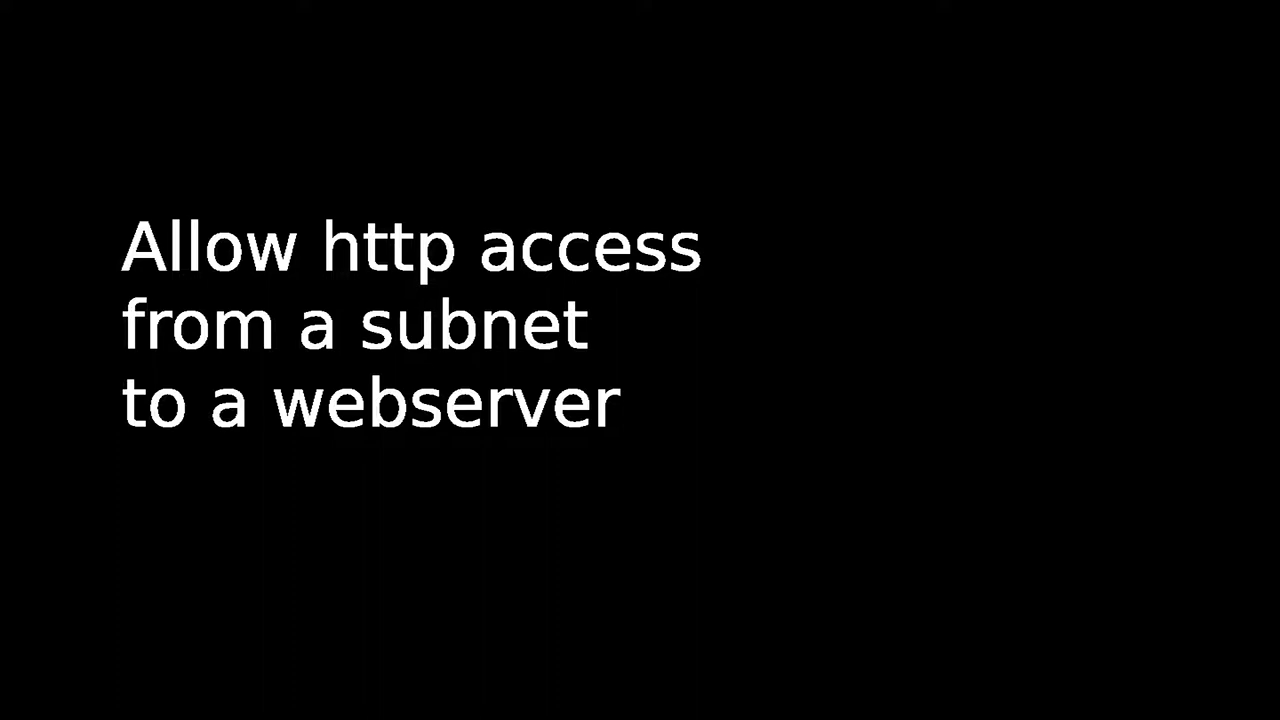 Allow http access
from a subnet
to a webserver